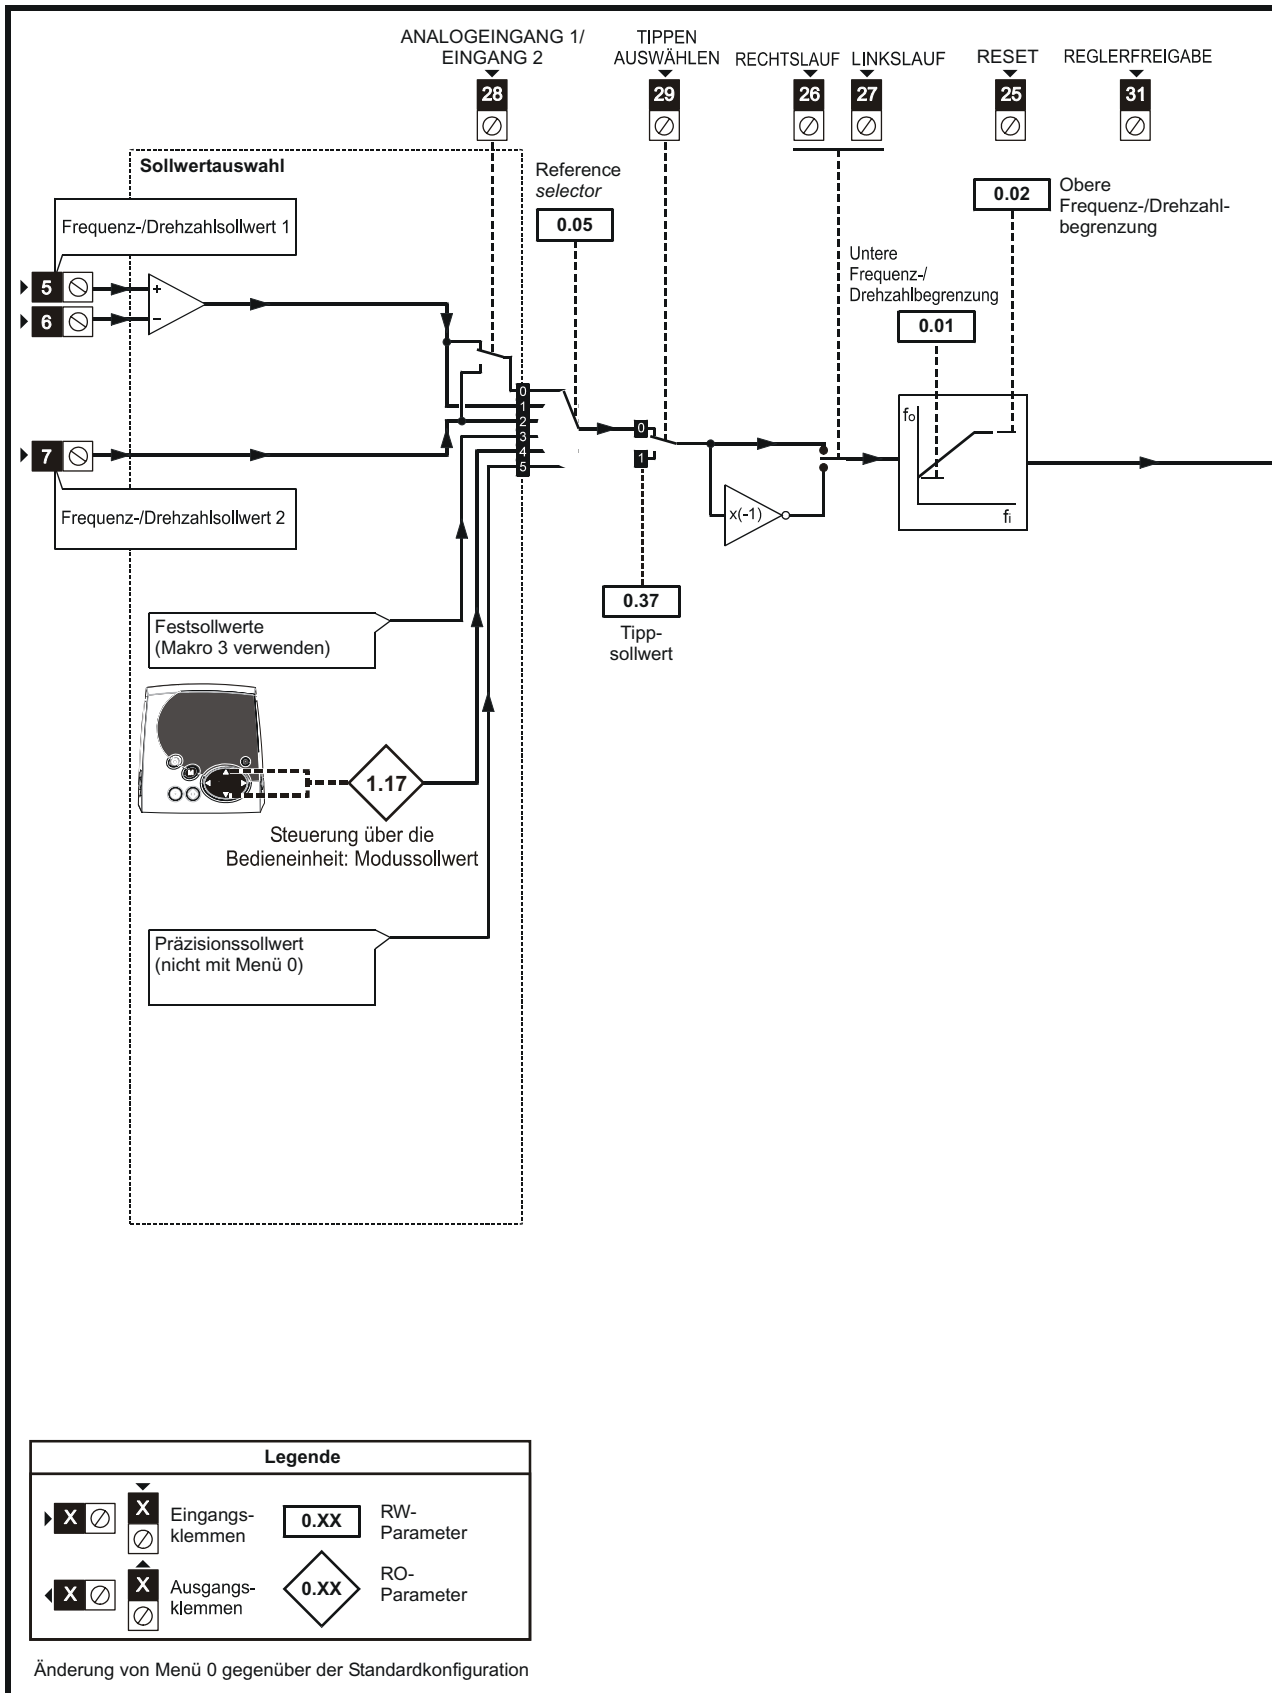 ANALOGEINGANG 1/
EINGANG 2
TIPPEN
AUSWÄHLEN
RECHTSLAUF
LINKSLAUF
RESET
REGLERFREIGABE
28
29
26
27
25
31
Sollwertauswahl
Reference
selector
0.05
0.02
Obere
Frequenz-/Drehzahl-
begrenzung
Frequenz-/Drehzahlsollwert 1
Untere
Frequenz-/
Drehzahlbegrenzung
0.01
5
+
6
−
0
1
2
3
4
5
0
1
fo
fi
7
Frequenz-/Drehzahlsollwert 2
x(-1)
0.37
Tipp-
sollwert
Festsollwerte
(Makro 3 verwenden)
M
1.17
Steuerung über die
Bedieneinheit: Modussollwert
Präzisionssollwert
(nicht mit Menü 0)
Legende
X
X
Eingangs-
klemmen
0.XX
RW-
Parameter
X
X
Ausgangs-
klemmen
0.XX
RO-
Parameter
Änderung von Menü 0 gegenüber der Standardkonfiguration